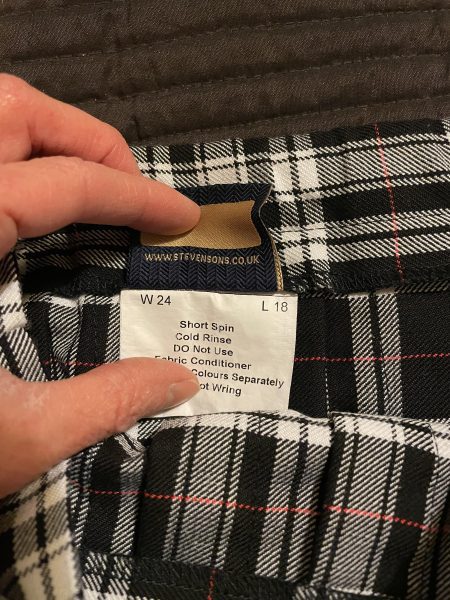 WWW.STEVENSONS.CO.UK
W 24 L 18
Short Spin
Cold Rinse
DO Not Use
Fabric Conditioner
Colours Separately
Wring